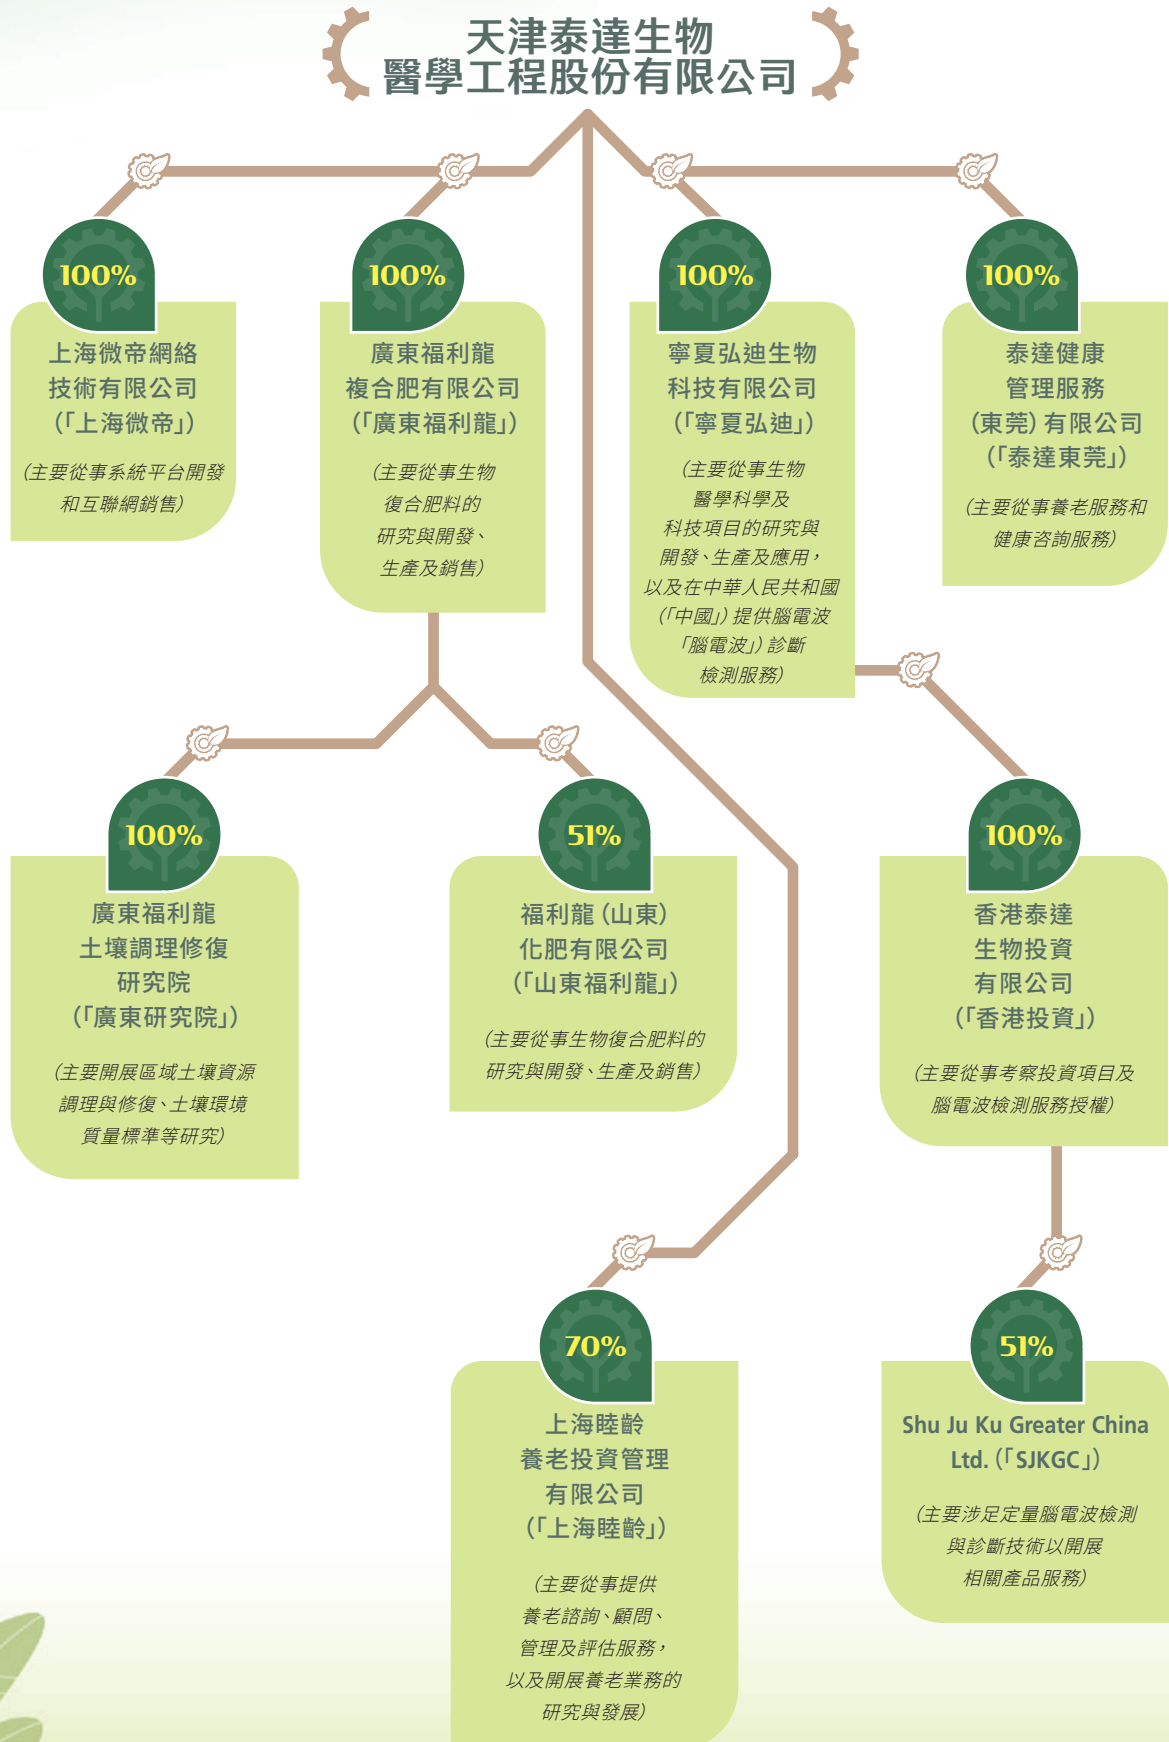 天津泰達生物
醫學工程股份有限公司
100%
上海微帝網絡
技術有限公司
（「上海微帝」）
（主要從事系統平台開發
和互聯網銷售）
100%
廣東福利龍
複合肥有限公司
（「廣東福利龍」）
（主要從事生物
復合肥料的
研究與開發、
生產及銷售）
100%
寧夏弘迪生物
科技有限公司
（「寧夏弘迪」）
（主要從事生物
醫學科學及
科技項目的研究與
開發、生產及應用，
以及在中華人民共和國
（「中國」）提供腦電波
「腦電波」）診斷
檢測服務）
100%
泰達健康
管理服務
（東莞）有限公司
（「泰達東莞」）
（主要從事養老服務和
健康咨詢服務）
100%
廣東福利龍
土壤調理修復
研究院
（「廣東研究院」）
（主要開展區域土壤資源
調理與修復、土壤環境
質量標準等研究）
51%
福利龍（山東）
化肥有限公司
（「山東福利龍」）
（主要從事生物復合肥料的
研究與開發、生產及銷售）
100%
香港泰達
生物投資
有限公司
（「香港投資」）
（主要從事考察投資項目及
腦電波檢測服務授權）
70%
上海睦齡
養老投資管理
有限公司
（「上海睦齡」）
（主要從事提供
養老諮詢、顧問、
管理及評估服務，
以及開展養老業務的
研究與發展）
51%
Shu Ju Ku Greater China
Ltd.（「SJKGC」）
（主要涉足定量腦電波檢測
與診斷技術以開展
相關產品服務）